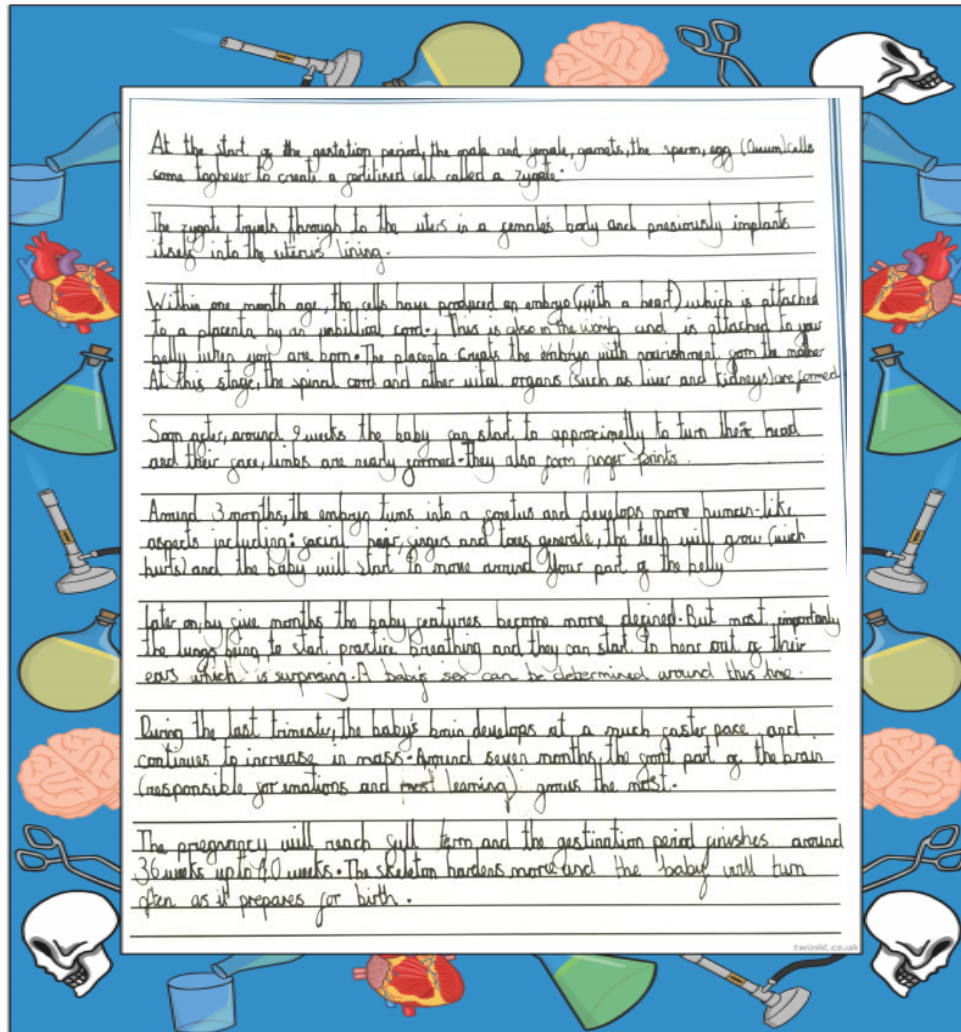 At the start of the gestation period, the male and female, gamets, the sperm, egg (Ovum) cells
come toghever to create a fertilised cell called a zygote.
The zygote travels through to the uters in a female's body and presiously implants
itself into the uterus' lining.
Within one month age, the cells have produced an embryo (with a heart) which is attached
to a placenta by an umbillical cord. This is also in the womb and is attached to your
belly when you are born. The placenta the embryo with nourishment from the mother
At this stage, the spinal cord and other vital organs (such as liver and kidneys) are formed
Soon after, around 9 weeks the baby can start, to approximatly to turn their head
and their face, limbs are nearly formed. They also form finger prints.
Around 3 months, the embryo turns into a foetus and develops more human-like
aspects including: facial hair, fingers and toes generate, the teeth will grow (wich
hurts) and the baby will start to move around your part of the belly
later on, by five months the baby features become more defined. But most importanly
the lungs being to start practice breathing and they can start to hear out of their
ears which is surprising. A baby's sex can be determined around this time.
During the last trimester, the baby's brain develops at a much faster pace and
continues to increase in mass. Around seven months, the front part of the brain
(responsible for emotions and most learning) grows the most.
The pregnancy will reach full term and the gestination period finishes around
36 weeks up to 40 weeks. The skeleton hardens more and the baby will turn
often as it prepares for birth.
twinkl.co.uk